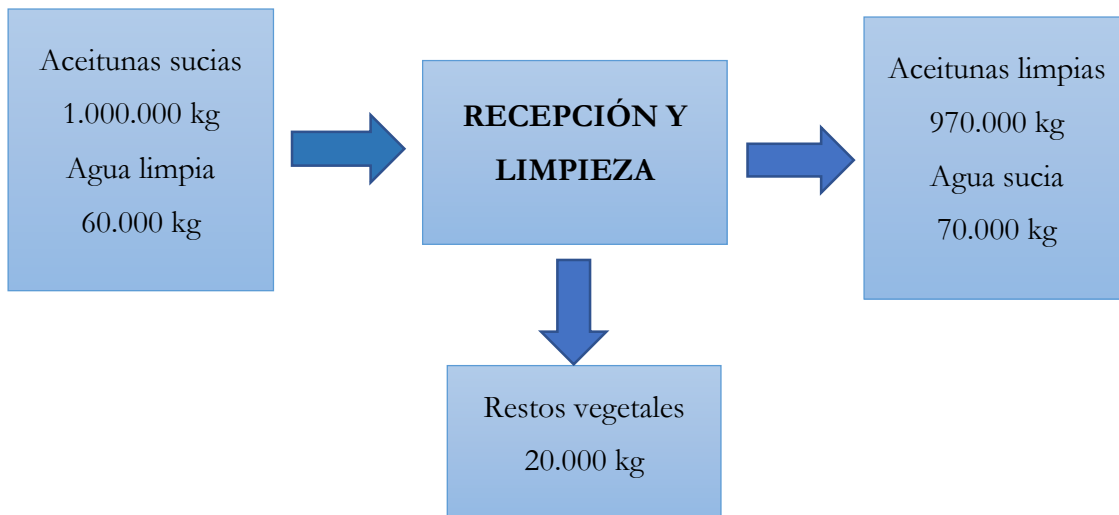 Aceitunas sucias
1.000.000 kg
Agua limpia
60.000 kg
RECEPCIÓN Y
LIMPIEZA
Aceitunas limpias
970.000 kg
Agua sucia
70.000 kg
Restos vegetales
20.000 kg